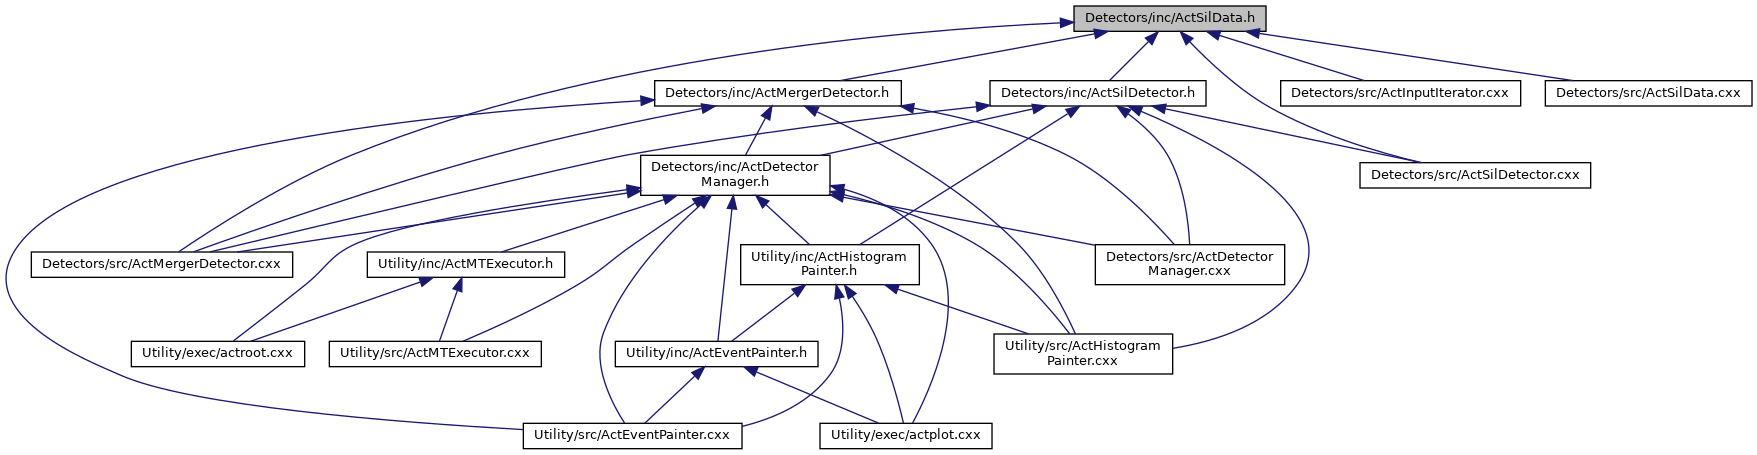 Detectors/inc/ActSilData.h
Detectors/inc/ActMergerDetector.h
Detectors/inc/ActSilDetector.h
Detectors/src/ActInputIterator.cxx
Detectors/src/ActSilData.cxx
Detectors/inc/ActDetector
Manager.h
Detectors/src/ActSilDetector.cxx
Detectors/src/ActMergerDetector.cxx
Utility/inc/ActMTExecutor.h
Utility/inc/ActHistogram
Painter.h
Detectors/src/ActDetector
Manager.cxx
Utility/exec/actroot.cxx
Utility/src/ActMTExecutor.cxx
Utility/inc/ActEventPainter.h
Utility/src/ActHistogram
Painter.cxx
Utility/src/ActEventPainter.cxx
Utility/exec/actplot.cxx